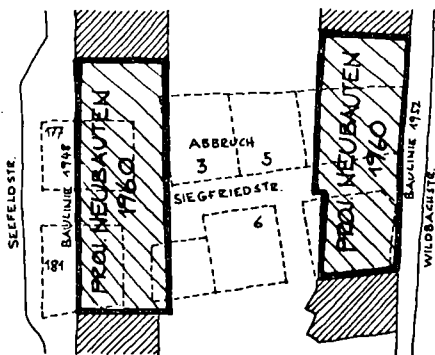 SEEFELDSTR.
177
181
BAULINIE 1948
PROJ. NEUBAUTEN
1960
ABBRUCH
3
5
SIEGFRIEDSTR.
6
PROJ. NEUBAUTEN
1960
BAULINIE 1952
WILDBACHSTR.